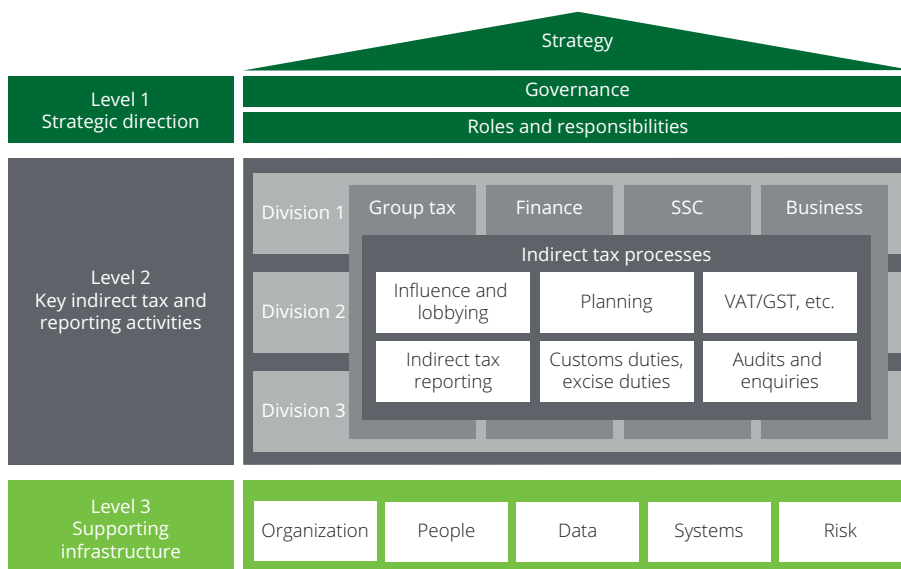 Strategy
Level 1
Strategic direction
Governance
Roles and responsibilities
Level 2
Key indirect tax and
reporting activities
Division 1
Group tax
Finance
SSC
Business
Indirect tax processes
Division 2
Influence and
lobbying
Planning
VAT/GST, etc.
Indirect tax
reporting
Customs duties,
excise duties
Audits and
enquiries
Division 3
Level 3
Supporting
infrastructure
Organization
People
Data
Systems
Risk